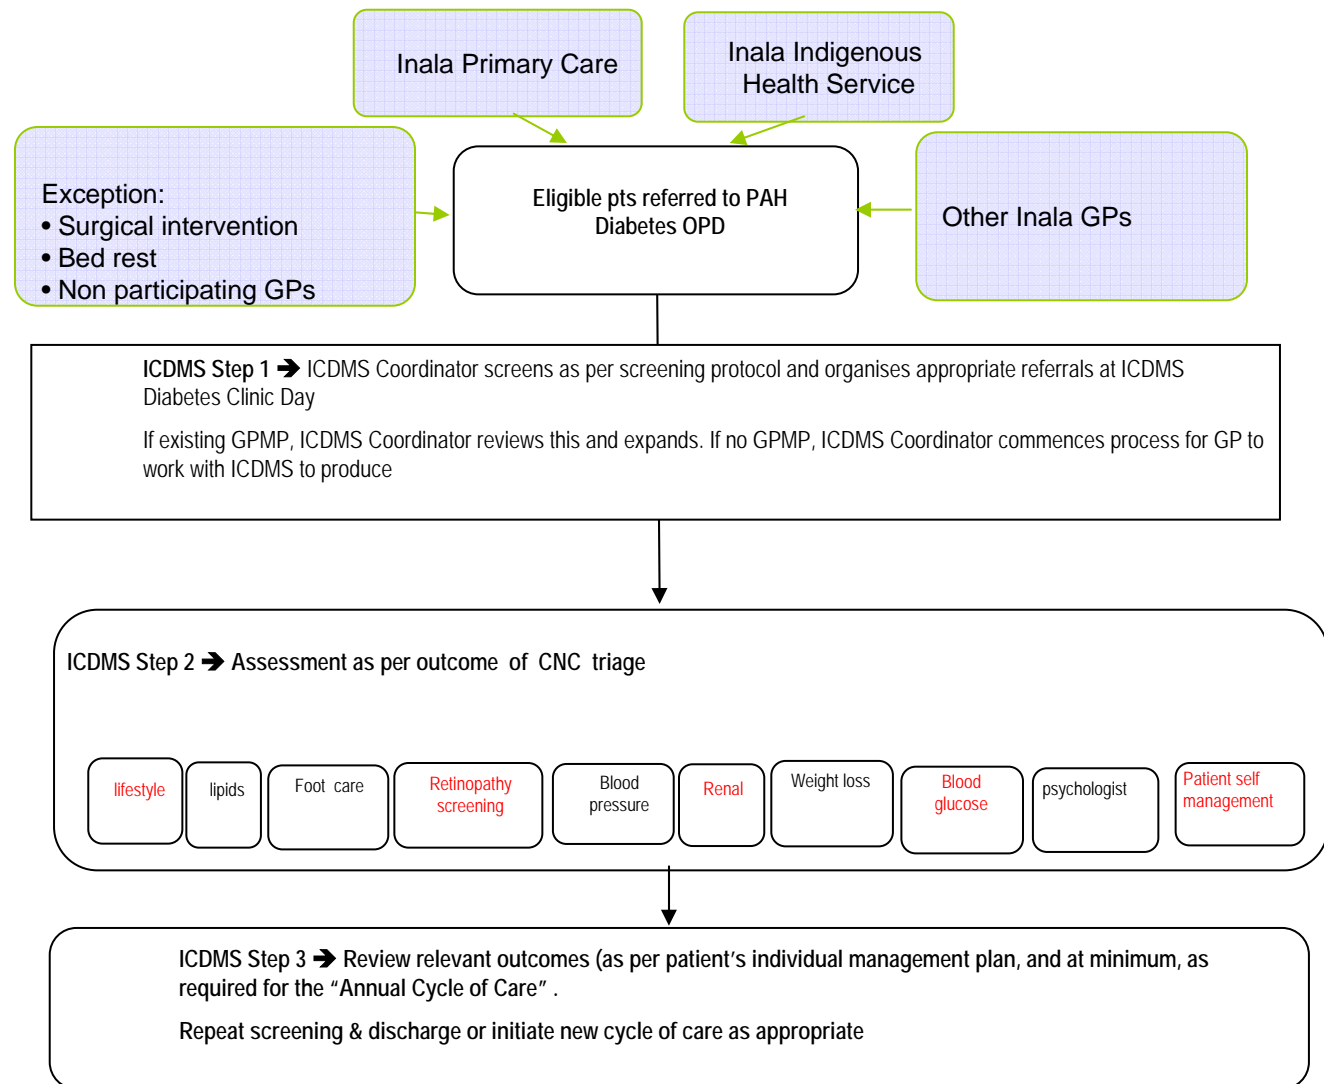 Inala Primary Care
Inala Indigenous
Health Service
Exception:
• Surgical intervention
• Bed rest
• Non participating GPs
Eligible pts referred to PAH
Diabetes OPD
Other Inala GPs
ICDMS Step 1 ➔ ICDMS Coordinator screens as per screening protocol and organises appropriate referrals at ICDMS
Diabetes Clinic Day
If existing GPMP, ICDMS Coordinator reviews this and expands. If no GPMP, ICDMS Coordinator commences process for GP to
work with ICDMS to produce
ICDMS Step 2 ➔ Assessment as per outcome of CNC triage
lifestyle
lipids
Foot care
Retinopathy
screening
Blood
pressure
Renal
Weight loss
Blood
glucose
psychologist
Patient self
management
ICDMS Step 3 ➔ Review relevant outcomes (as per patient's individual management plan, and at minimum, as
required for the “Annual Cycle of Care” .
Repeat screening & discharge or initiate new cycle of care as appropriate